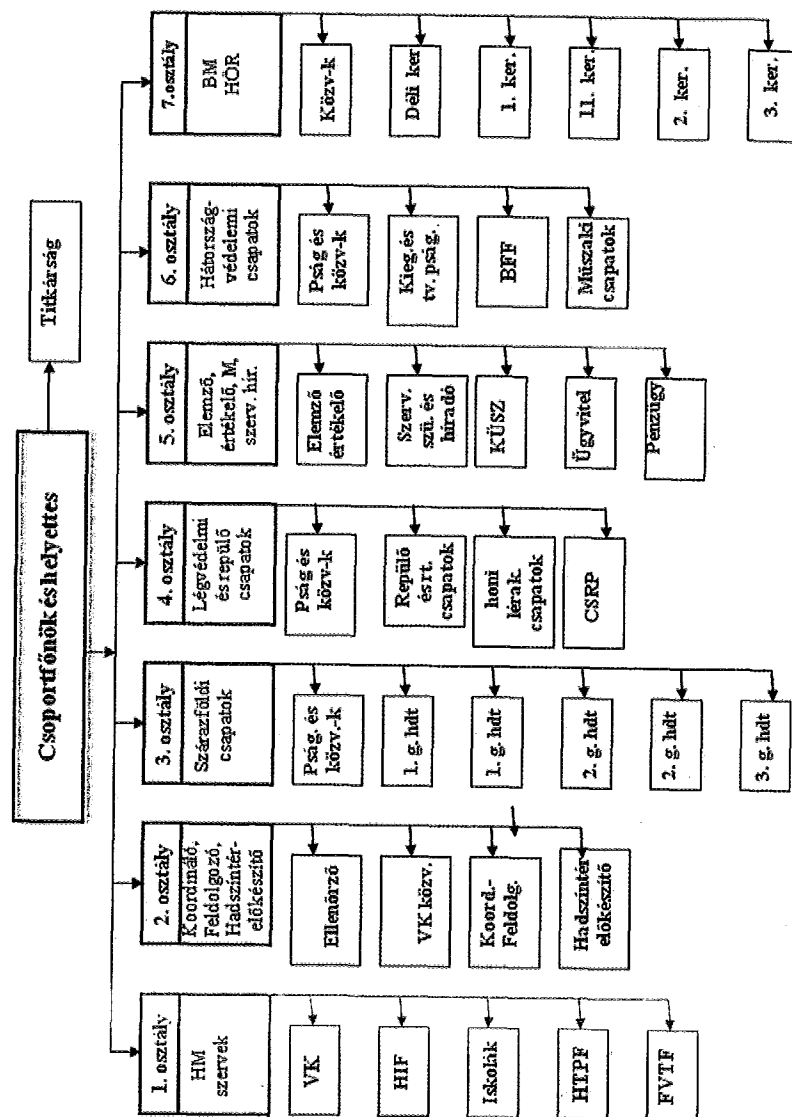 Csoportfőnök és helyettes
Titkárság
1. osztály
HM
szervek
VK
HIF
Iskolák
HTPF
FVTF
2. osztály
Koordináló,
Feldolgozó,
Hadszíntér-
előkészítő
Ellenőrző
VK közv.
Koord.-
Feldolg.
Hadszíntér
előkészítő
3. osztály
Szárazföldi
csapatok
Pság. és
közv.-k
1. g. hdt
1. g. hdt
2. g. hdt
2. g. hdt
3. g. hdt
4. osztály
Légvédelmi
és repülő
csapatok
Pság és
közv-k
Repülő
és rt.
csapatok
honi
lérak.
csapatok
CSRP
5. osztály
Elemző,
értékelő, M,
szerv. hír.
Elemző
értékelő
Szerv.
szü. és
híradó
KÜSZ
Ügyvitel
Pénzügy
6. osztály
Hátország-
védelmi
csapatok
Pság és
közv-k
Kieg. és
tv. pság.
BFF
Műszaki
csapatok
7. osztály
BM
HÖR
Közv-k
Déli ker.
1. ker.
11. ker.
2. ker.
3. ker.